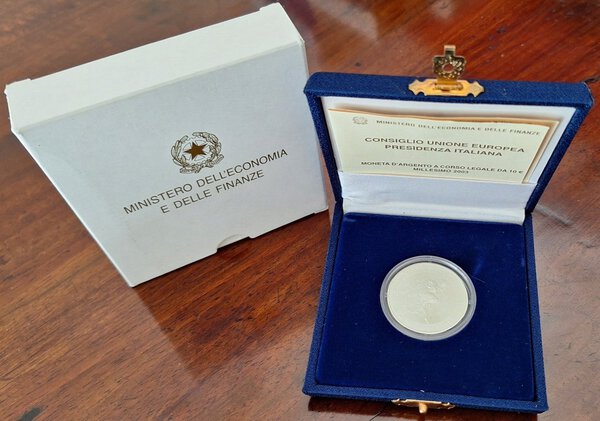 MINISTERO DELL'ECONOMIA
E DELLE FINANZE
MINISTERO DELL'ECONOMIA E DELLE FINANZE
CONSIGLIO UNIONE EUROPEA
PRESIDENZA ITALIANA
MONETA D'ARGENTO A CORSO LEGALE DA 10 €
MILLESIMO 2003